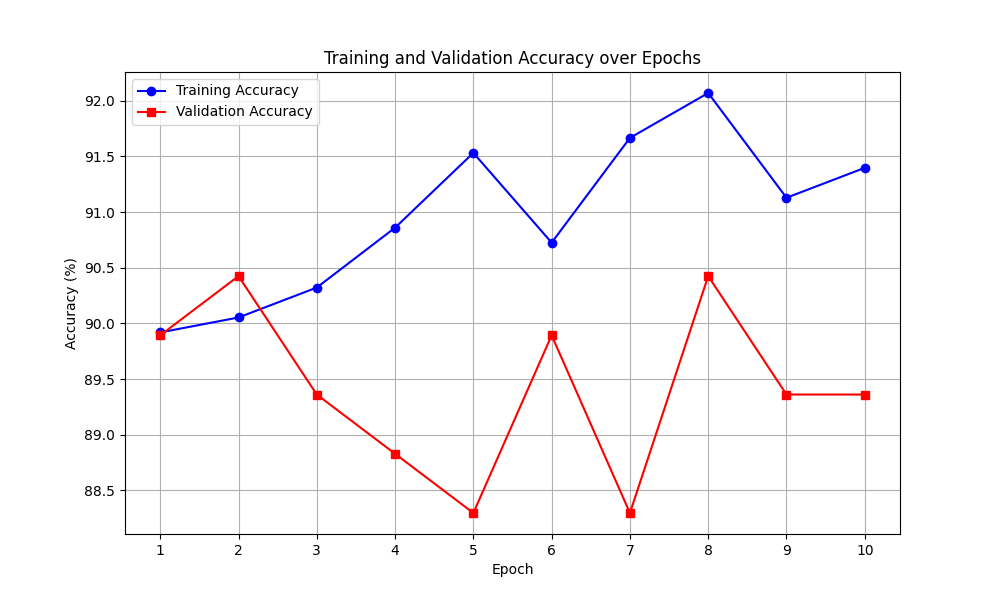 Training and Validation Accuracy over Epochs
Training Accuracy
Validation Accuracy
Accuracy (%)
92.0
91.5
91.0
90.5
90.0
89.5
89.0
88.5
1 2 3 4 5 6 7 8 9 10
Epoch